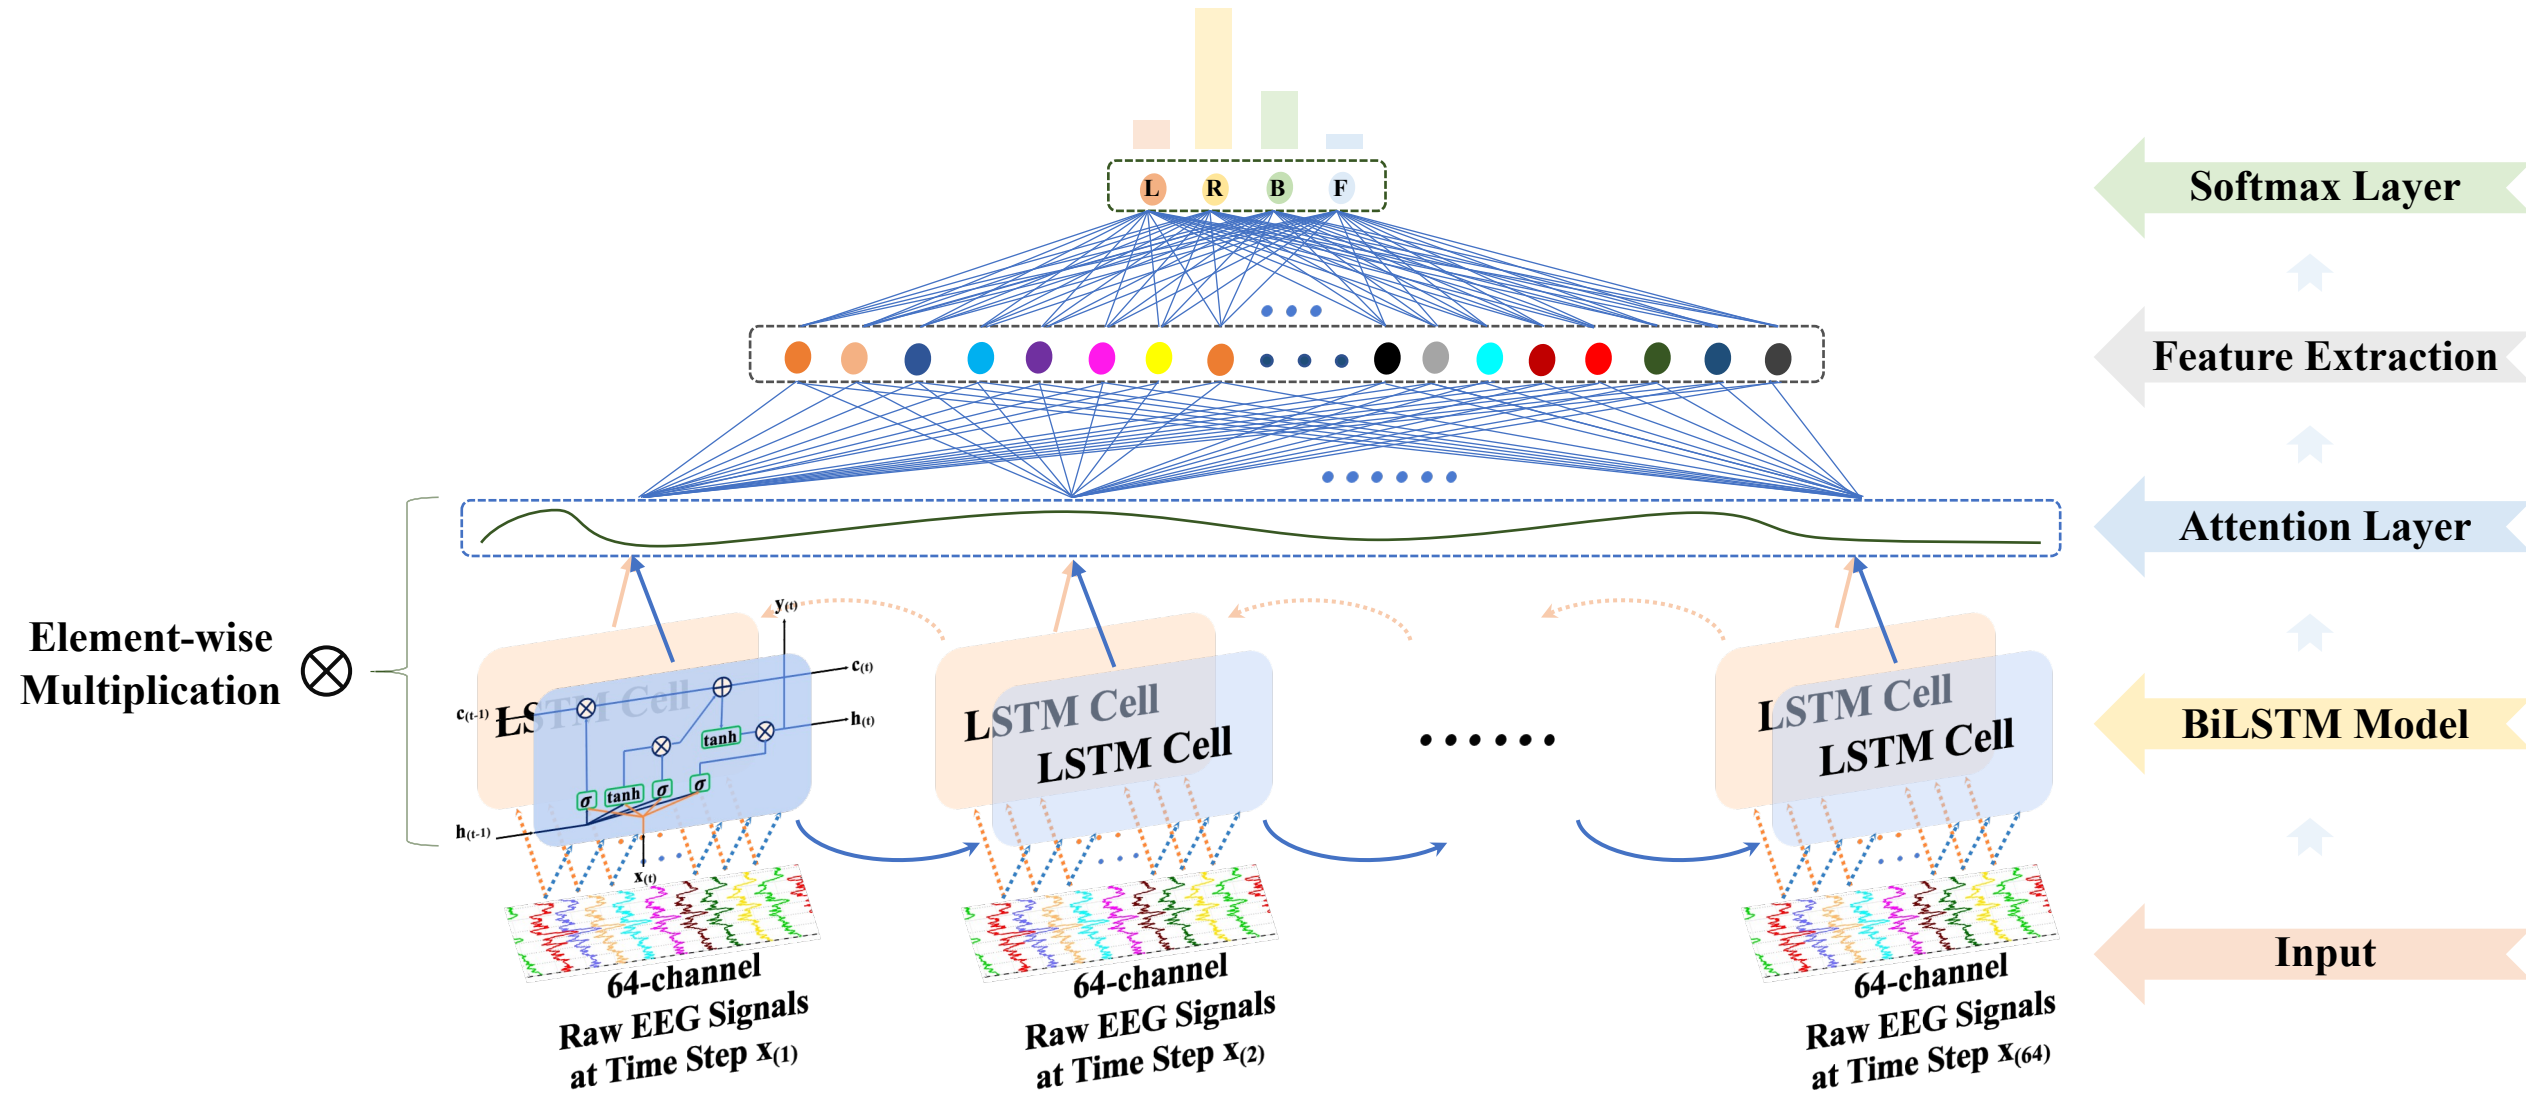 L R B F
Softmax Layer
Feature Extraction
Attention Layer
Element-wise
Multiplication
BiLSTM Model
Input
y(t)
c(t)
h(t)
c(t-1)
h(t-1)
x(t)
LSTM Cell
tanh
σ
tanh
σ
σ
LSTM Cell
LSTM Cell
LSTM Cell
LSTM Cell
64-channel
Raw EEG Signals
at Time Step x(1)
64-channel
Raw EEG Signals
at Time Step x(2)
64-channel
Raw EEG Signals
at Time Step x(64)